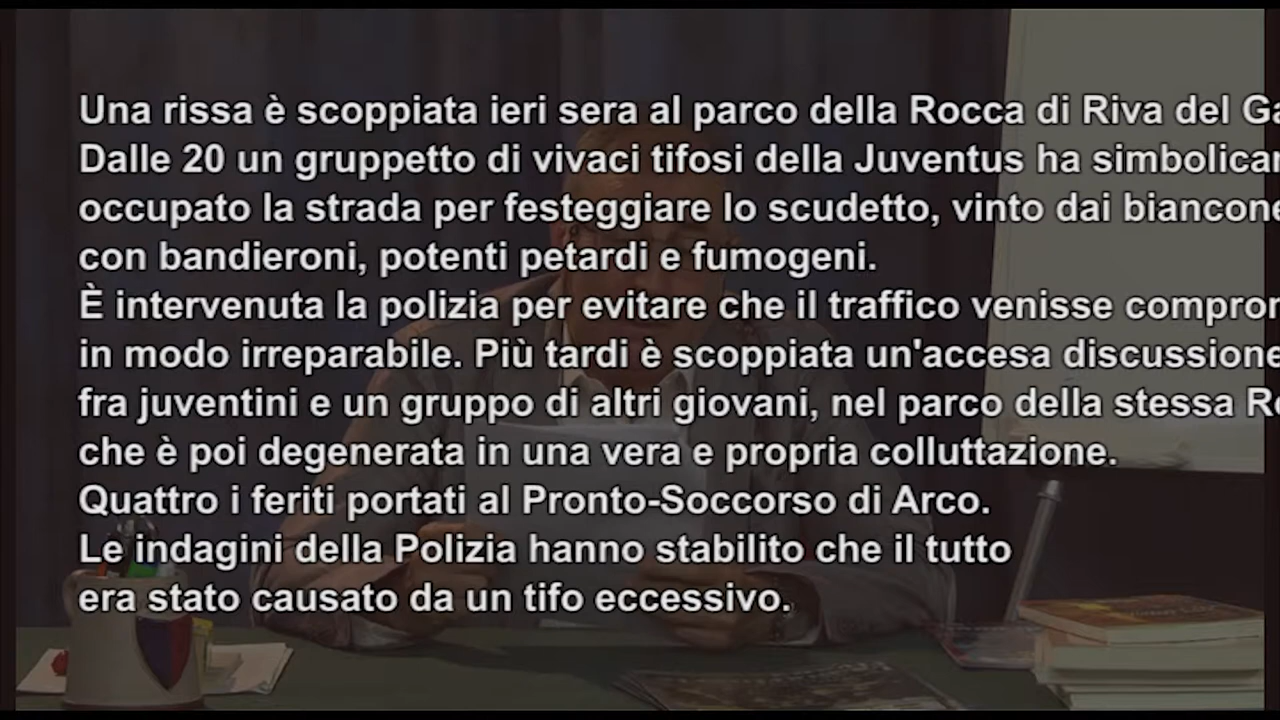 Una rissa è scoppiata ieri sera al parco della Rocca di Riva del
Dalle 20 un gruppetto di vivaci tifosi della Juventus ha
occupato la strada per festeggiare lo scudetto, vinto dai
con bandieroni, potenti petardi e fumogeni.
È intervenuta la polizia per evitare che il traffico venisse
in modo irreparabile. Più tardi è scoppiata un'accesa discussione
fra juventini e un gruppo di altri giovani, nel parco della stessa
che è poi degenerata in una vera e propria colluttazione.
Quattro i feriti portati al Pronto-Soccorso di Arco.
Le indagini della Polizia hanno stabilito che il tutto
era stato causato da un tifo eccessivo.